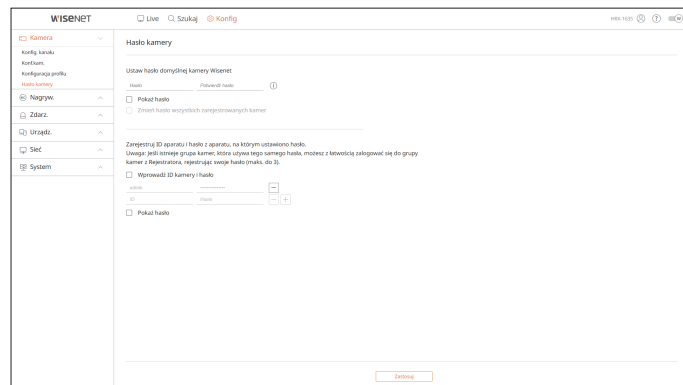 WISENET
Live Szukaj Konfig
HRX-1635
Kamera
Konfig. kanału
Konf.kam.
Konfiguracja profilu
Hasło kamery
Nagryw.
Zdarz.
Urządz.
Sieć
System
Hasło kamery
Ustaw hasło domyślnej kamery Wisenet
Hasło Potwierdź hasło
Pokaż hasło
Zmień hasło wszystkich zarejestrowanych kamer
Zarejestruj ID aparatu i hasło z aparatu, na którym ustawiono hasło.
Uwaga: Jeśli istnieje grupa kamer, która używa tego samego hasła, możesz z łatwością zalogować się do grupy
kamer z Rejestratora, rejestrując swoje hasło (maks. do 3).
Wprowadź ID kamery i hasło
admin
ID Hasło
Pokaż hasło
Zastosuj